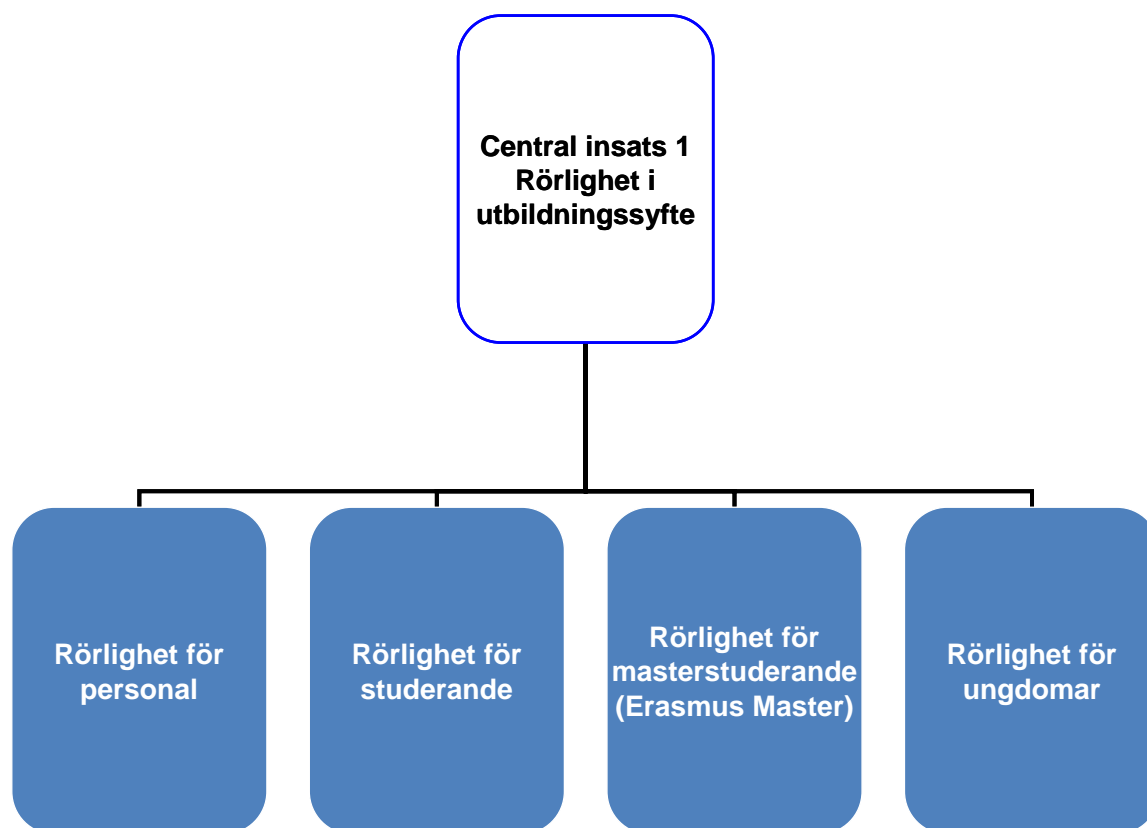 Central insats 1
Rörlighet i
utbildningssyfte
Rörlighet för
personal
Rörlighet för
studerande
Rörlighet för
masterstuderande
(Erasmus Master)
Rörlighet för
ungdomar